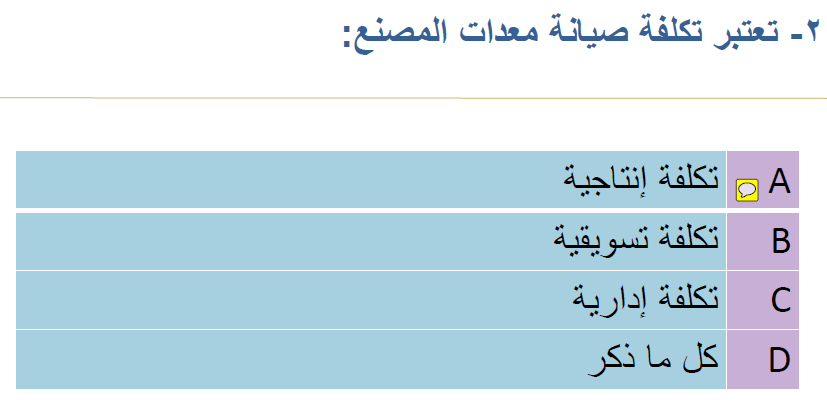 ٢- تعتبر تكلفة صيانة معدات المصنع:
A تكلفة إنتاجية
B تكلفة تسويقية
C تكلفة إدارية
D كل ما ذكر